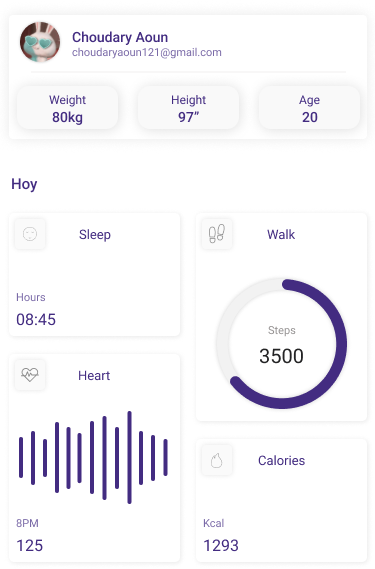 Choudary Aoun
choudaryaoun121@gmail.com
Weight
80kg
Height
97”
Age
20
Hoy
Sleep
Hours
08:45
Walk
Steps
3500
Heart
8PM
125
Calories
Kcal
1293